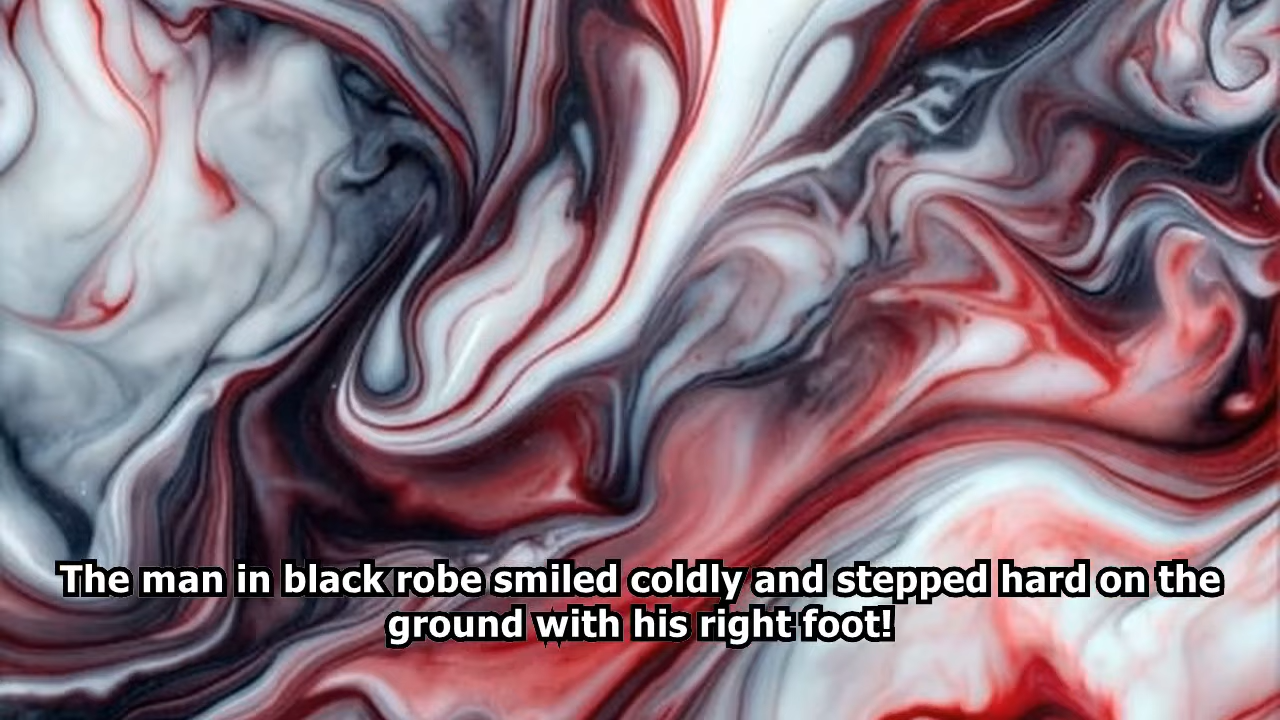 The man in black robe smiled coldly and stepped hard on the
ground with his right foot!